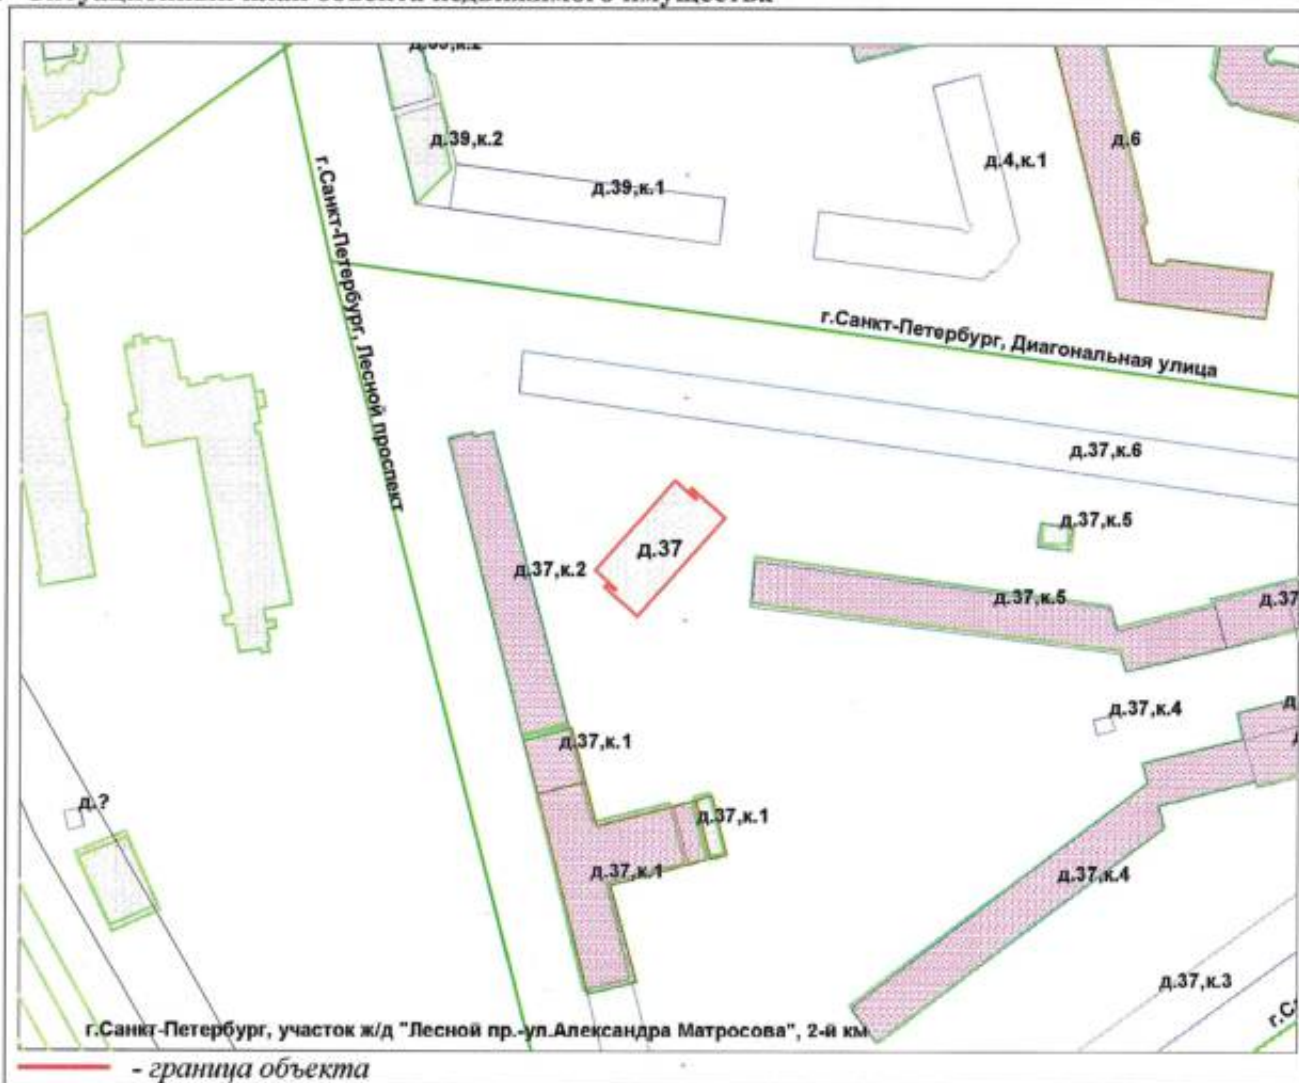 д.39,к.2
д.39,к.1
д.4,к.1
д.6
г.Санкт-Петербург, Лесной проспект
г.Санкт-Петербург, Диагональная улица
д.37,к.6
д.37,к.5
д.37
д.37,к.2
д.37,к.5
д.37
д.37,к.4
д.37,к.1
д.?
д.37,к.1
д.37,к.1
д.37,к.4
д.37,к.3
г.Санкт-Петербург, участок ж/д "Лесной пр.-ул.Александра Матросова", 2-й км
- граница объекта